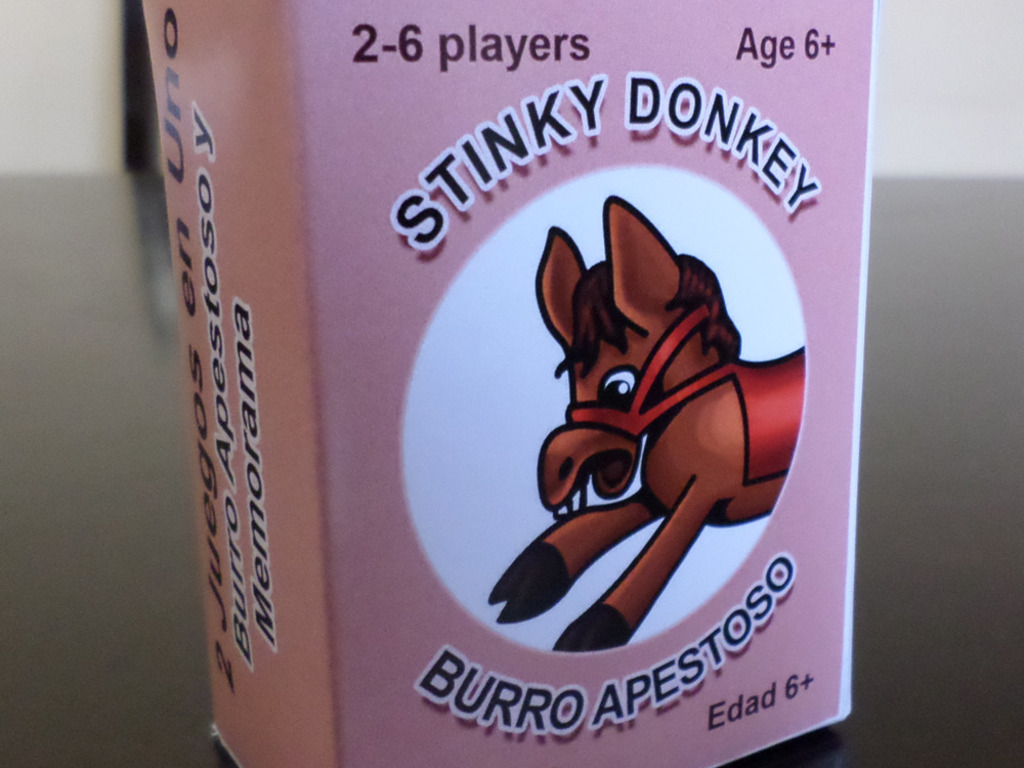 2-6 players
Age 6+
STINKY DONKEY
BURRO APESTOSO
Edad 6+
2 Juegos en Uno
Burro Apestoso y
Memorama